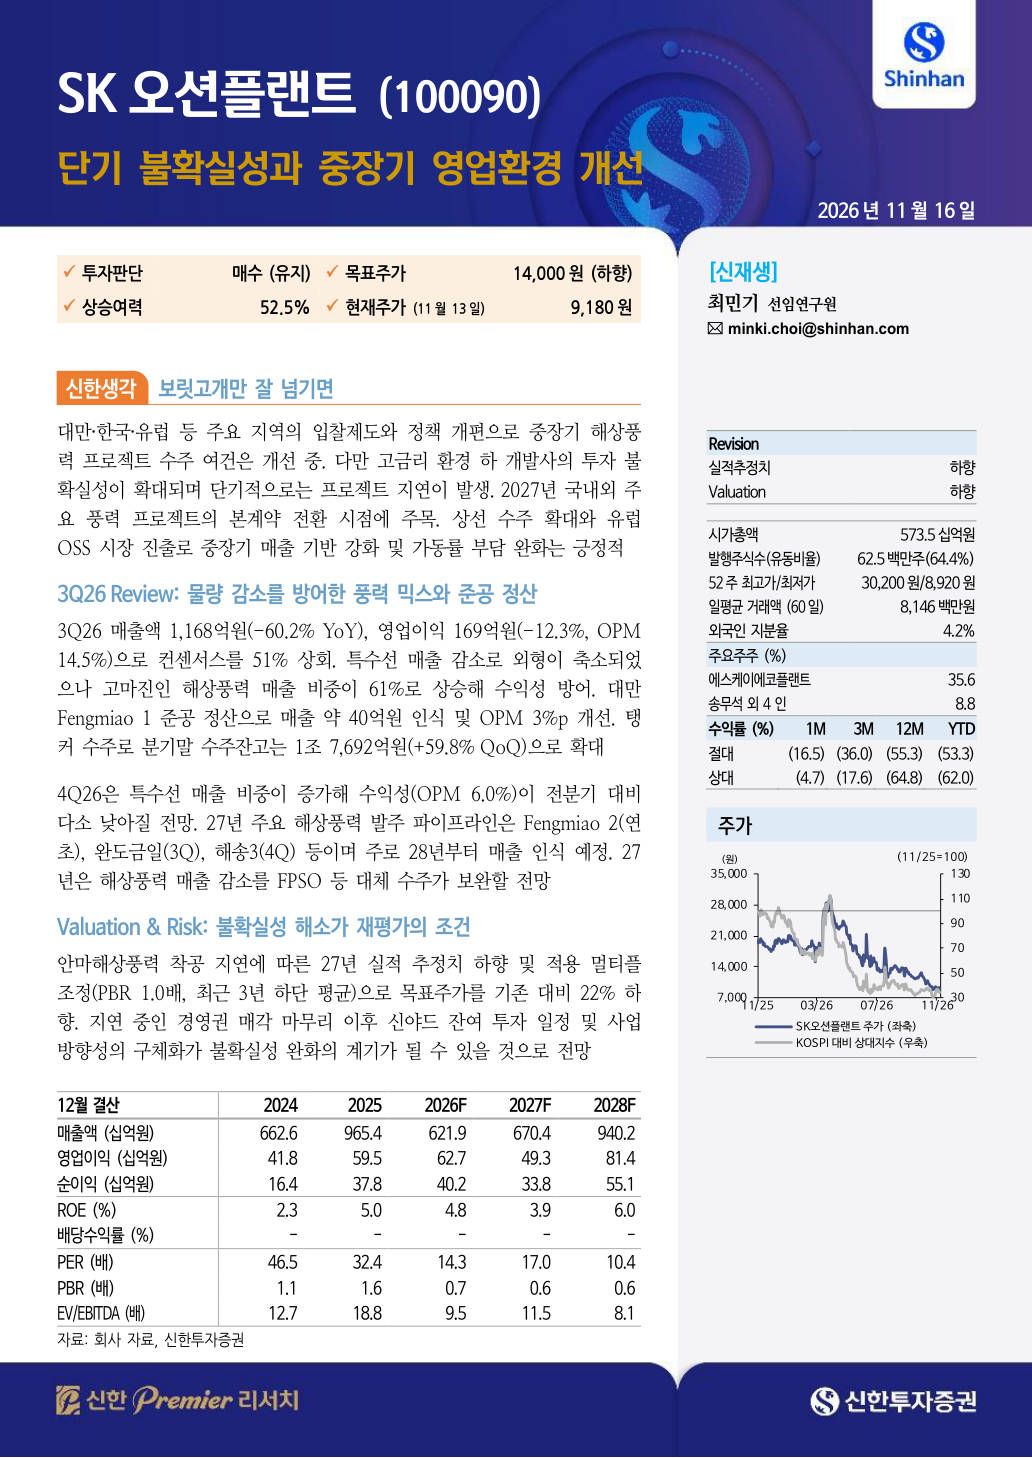 Shinhan
SK 오션플랜트 (100090)
단기 불확실성과 중장기 영업환경 개선
2026년 11월 16일
✓ 투자판단 매수 (유지) ✓ 목표주가 14,000원 (하향)
✓ 상승여력 52.5% ✓ 현재주가 (11월 13일) 9,180원
신한생각 보릿고개만 잘 넘기면
대만·한국·유럽 등 주요 지역의 입찰제도와 정책 개편으로 중장기 해상풍
력 프로젝트 수주 여건은 개선 중. 다만 고금리 환경 하 개발사의 투자 불
확실성이 확대되며 단기적으로는 프로젝트 지연이 발생. 2027년 국내외 주
요 풍력 프로젝트의 본계약 전환 시점에 주목. 상선 수주 확대와 유럽
OSS 시장 진출로 중장기 매출 기반 강화 및 가동률 부담 완화는 긍정적
3Q26 Review: 물량 감소를 방어한 풍력 믹스와 준공 정산
3Q26 매출액 1,168억원(-60.2% YoY), 영업이익 169억원(-12.3%, OPM
14.5%)으로 컨센서스를 51% 상회. 특수선 매출 감소로 외형이 축소되었
으나 고마진인 해상풍력 매출 비중이 61%로 상승해 수익성 방어. 대만
Fengmiao 1 준공 정산으로 매출 약 40억원 인식 및 OPM 3%p 개선. 탱
커 수주로 분기말 수주잔고는 1조 7,692억원(+59.8% QoQ)으로 확대
4Q26은 특수선 매출 비중이 증가해 수익성(OPM 6.0%)이 전분기 대비
다소 낮아질 전망. 27년 주요 해상풍력 발주 파이프라인은 Fengmiao 2(연
초), 완도금일(3Q), 해송3(4Q) 등이며 주로 28년부터 매출 인식 예정. 27
년은 해상풍력 매출 감소를 FPSO 등 대체 수주가 보완할 전망
Valuation & Risk: 불확실성 해소가 재평가의 조건
안마해상풍력 착공 지연에 따른 27년 실적 추정치 하향 및 적용 멀티플
조정(PBR 1.0배, 최근 3년 하단 평균)으로 목표주가를 기존 대비 22% 하
향. 지연 중인 경영권 매각 마무리 이후 신야드 잔여 투자 일정 및 사업
방향성의 구체화가 불확실성 완화의 계기가 될 수 있을 것으로 전망
12월 결산 2024 2025 2026F 2027F 2028F
매출액 (십억원) 662.6 965.4 621.9 670.4 940.2
영업이익 (십억원) 41.8 59.5 62.7 49.3 81.4
순이익 (십억원) 16.4 37.8 40.2 33.8 55.1
ROE (%) 2.3 5.0 4.8 3.9 6.0
배당수익률 (%) - - - - -
PER (배) 46.5 32.4 14.3 17.0 10.4
PBR (배) 1.1 1.6 0.7 0.6 0.6
EV/EBITDA (배) 12.7 18.8 9.5 11.5 8.1
자료: 회사 자료, 신한투자증권
[신재생]
최민기 선임연구원
✉ minki.choi@shinhan.com
Revision
실적추정치 하향
Valuation 하향
시가총액 573.5 십억원
발행주식수(유동비율) 62.5 백만주(64.4%)
52주 최고가/최저가 30,200원/8,920원
일평균 거래액 (60일) 8,146 백만원
외국인 지분율 4.2%
주요주주 (%)
에스케이에코플랜트 35.6
송무석 외 4인 8.8
수익률 (%) 1M 3M 12M YTD
절대 (16.5) (36.0) (55.3) (53.3)
상대 (4.7) (17.6) (64.8) (62.0)
주가
(원) (11/25=100)
35,000 130
28,000 110
90
21,000 70
14,000 50
7,000 30
11/25 03/26 07/26 11/26
SK오션플랜트 주가 (좌축)
KOSPI 대비 상대지수 (우축)
신한 Premier 리서치
신한투자증권